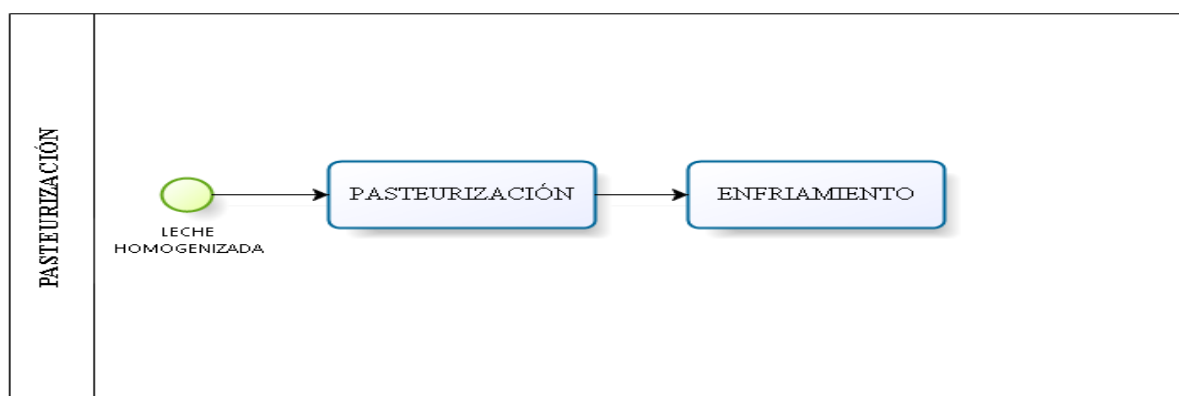 PASTEURIZACIÓN
LECHE
HOMOGENIZADA
PASTEURIZACIÓN
ENFRIAMIENTO